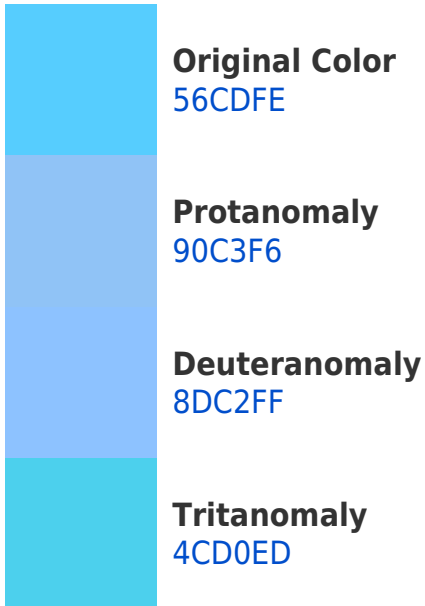 Original Color
56CDFE
Protanomaly
90C3F6
Deuteranomaly
8DC2FF
Tritanomaly
4CD0ED